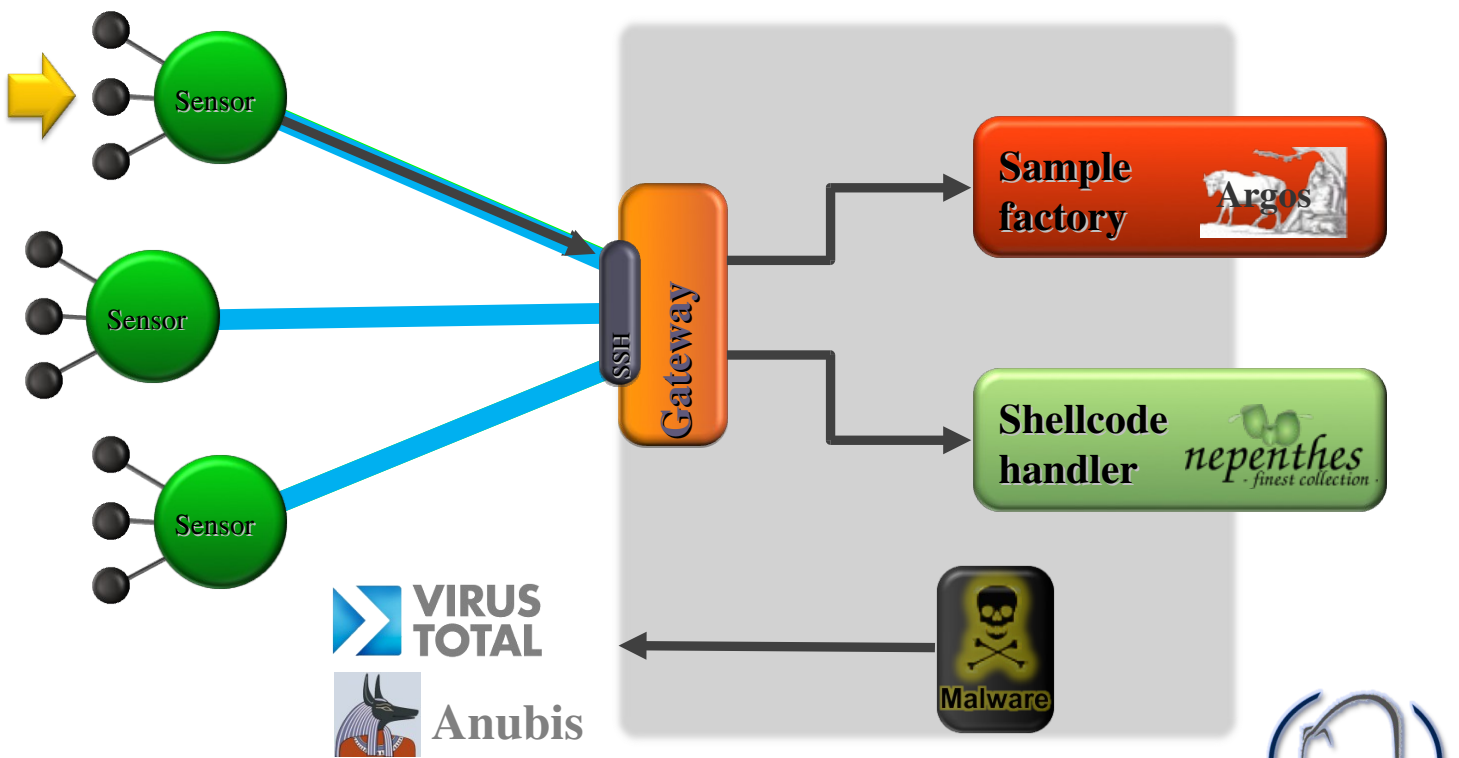 Sensor
Sensor
Sensor
SSH
Gateway
Sample
factory
Argos
Shellcode
handler
nepenthes
- finest collection -
VIRUS
TOTAL
Anubis
Malware